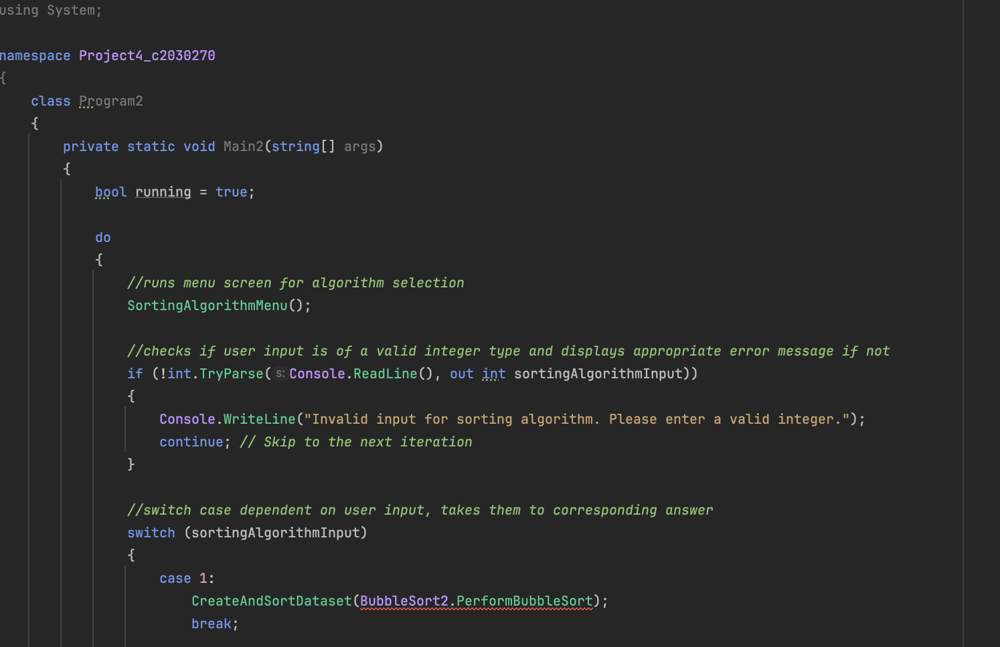 using System;
namespace Project4_c2030270
{
class Program2
{
private static void Main2(string[] args)
{
bool running = true;
do
{
//runs menu screen for algorithm selection
SortingAlgorithmMenu();
//checks if user input is of a valid integer type and displays appropriate error message if not
if (!int.TryParse(s:Console.ReadLine(), out int sortingAlgorithmInput))
{
Console.WriteLine("Invalid input for sorting algorithm. Please enter a valid integer.");
continue; // Skip to the next iteration
}
//switch case dependent on user input, takes them to corresponding answer
switch (sortingAlgorithmInput)
{
case 1:
CreateAndSortDataset(BubbleSort2.PerformBubbleSort);
break;